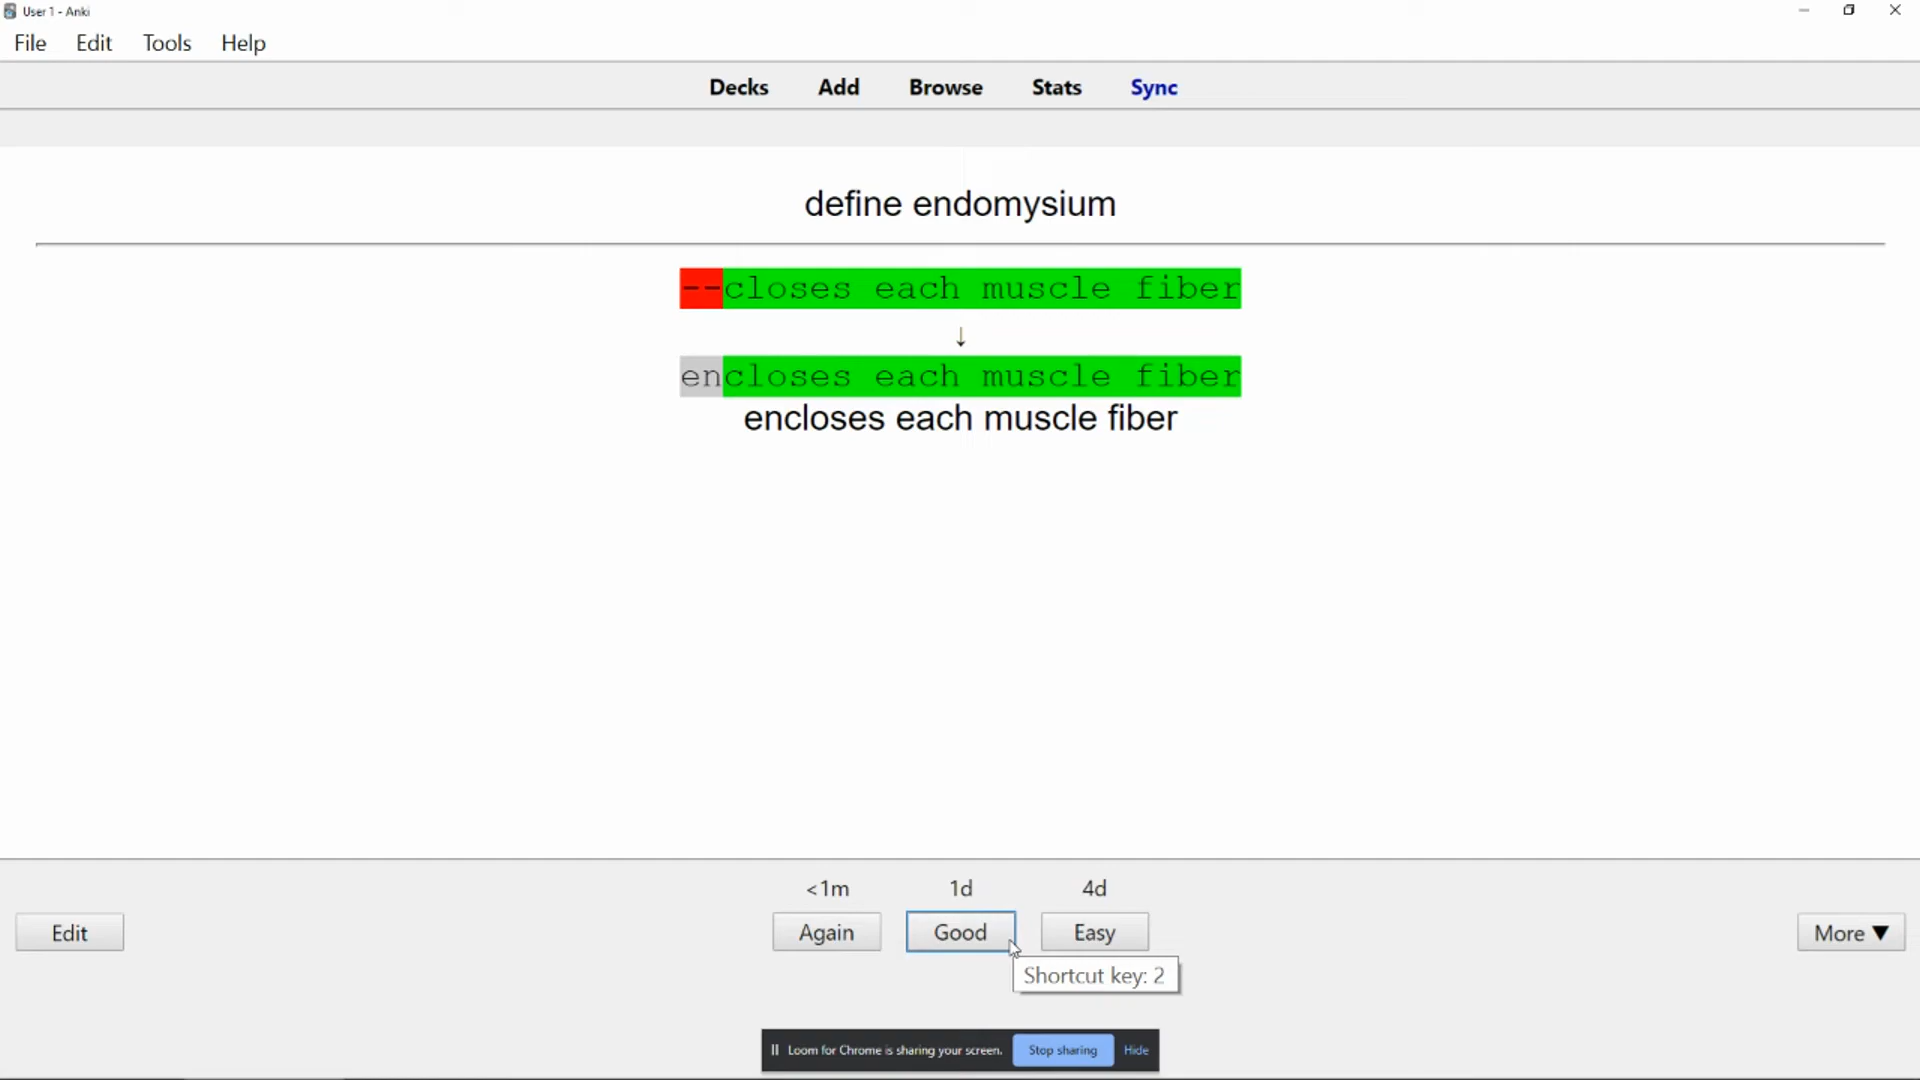 User 1 - Anki
File Edit Tools Help
Decks Add Browse Stats Sync
define endomysium
--closes each muscle fiber
↓
encloses each muscle fiber
encloses each muscle fiber
<1m 1d 4d
Edit Again Good Easy More ▼
Shortcut key: 2
Loom for Chrome is sharing your screen. Stop sharing Hide